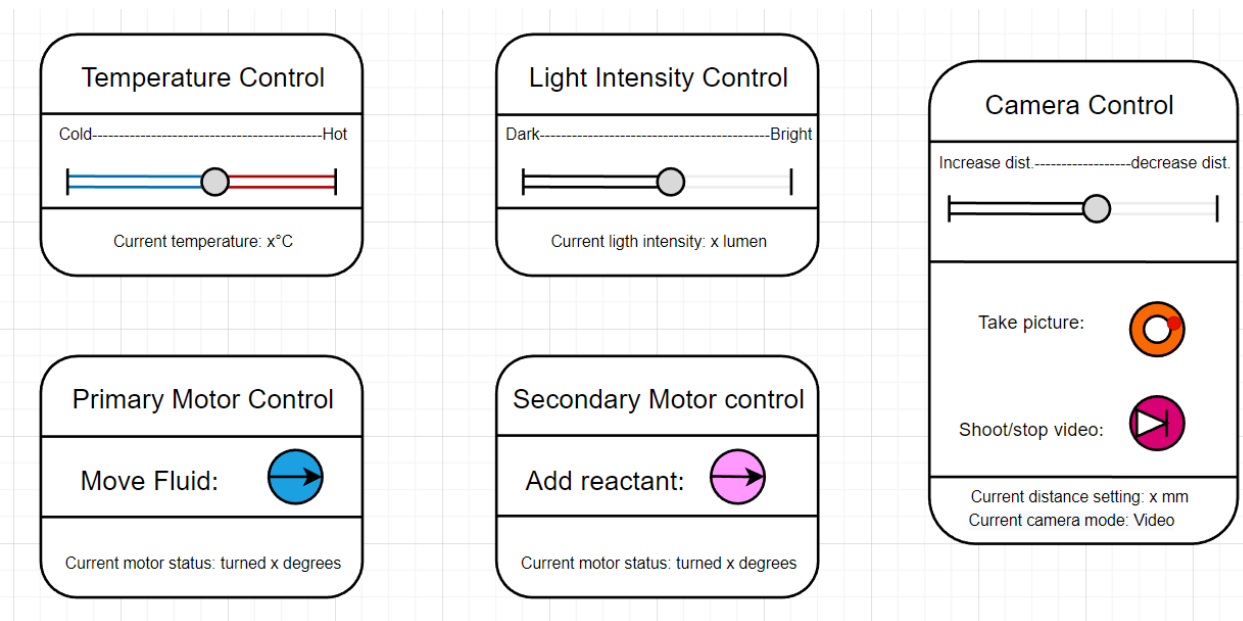 Temperature Control
Cold-------------------------------------------Hot
Current temperature: x°C
Light Intensity Control
Dark-------------------------------------------Bright
Current ligth intensity: x lumen
Camera Control
Increase dist.------------------decrease dist.
Take picture:
Shoot/stop video:
Current distance setting: x mm
Current camera mode: Video
Primary Motor Control
Move Fluid:
Current motor status: turned x degrees
Secondary Motor control
Add reactant:
Current motor status: turned x degrees